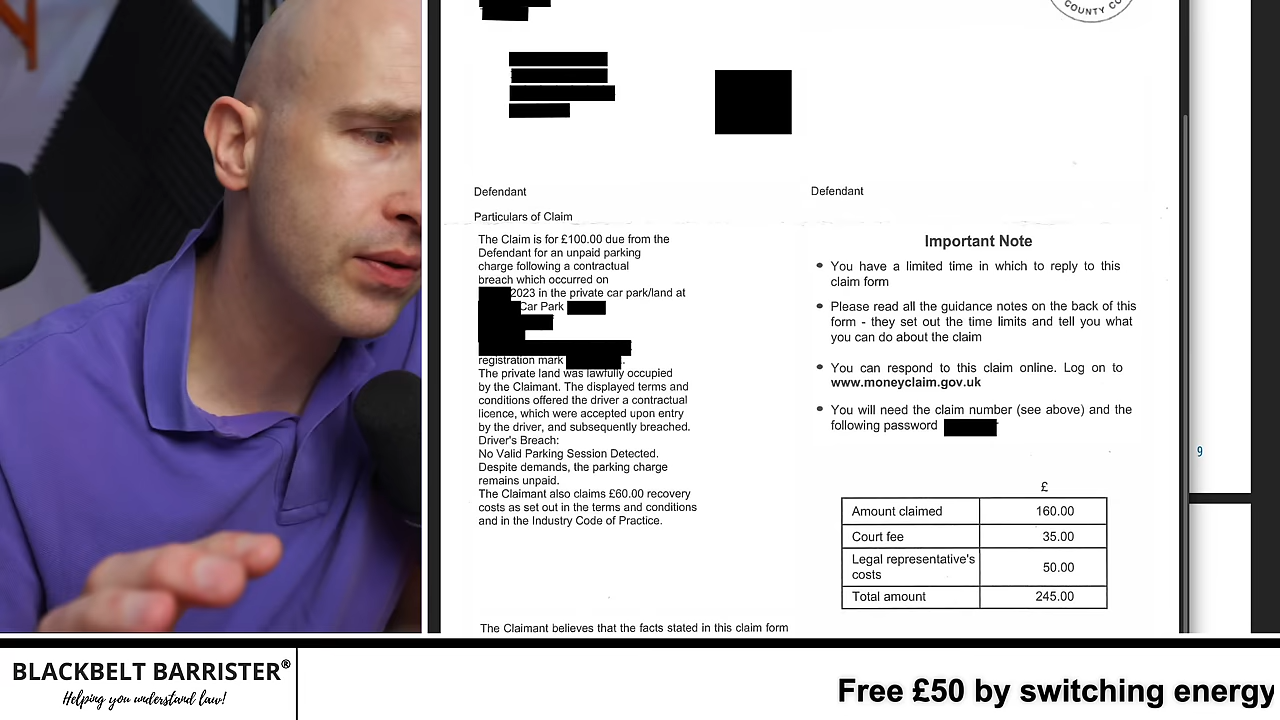 COUNTY CO
Defendant
Particulars of Claim
The Claim is for £100.00 due from the
Defendant for an unpaid parking
charge following a contractual
breach which occurred on
2023 in the private car park/land at
Car Park
registration mark
The private land was lawfully occupied
by the Claimant. The displayed terms and
conditions offered the driver a contractual
licence, which were accepted upon entry
by the driver, and subsequently breached.
Driver's Breach:
No Valid Parking Session Detected.
Despite demands, the parking charge
remains unpaid.
The Claimant also claims £60.00 recovery
costs as set out in the terms and conditions
and in the Industry Code of Practice.
The Claimant believes that the facts stated in this claim form
Defendant
Important Note
• You have a limited time in which to reply to this
claim form
• Please read all the guidance notes on the back of this
form - they set out the time limits and tell you what
you can do about the claim
• You can respond to this claim online. Log on to
www.moneyclaim.gov.uk
• You will need the claim number (see above) and the
following password
£
Amount claimed 160.00
Court fee 35.00
Legal representative's
costs 50.00
Total amount 245.00
9
BLACKBELT BARRISTER®
Helping you understand law!
Free £50 by switching energy